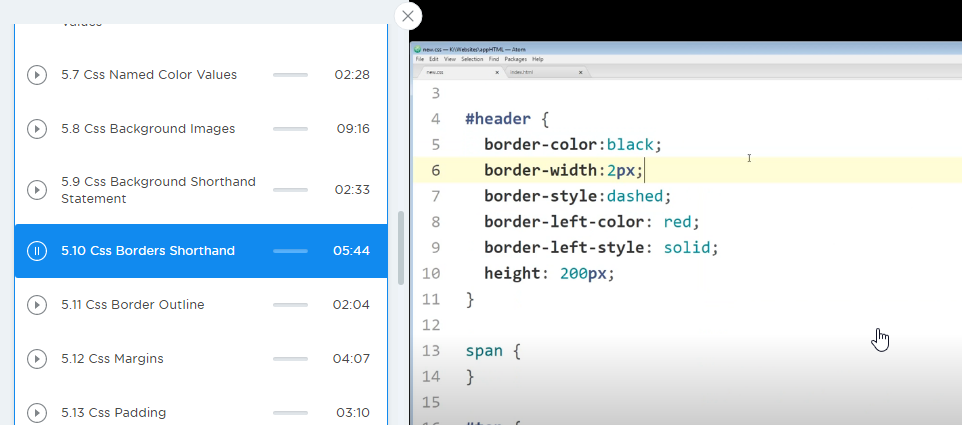 Values
5.7 Css Named Color Values 02:28
5.8 Css Background Images 09:16
5.9 Css Background Shorthand
Statement 02:33
5.10 Css Borders Shorthand 05:44
5.11 Css Border Outline 02:04
5.12 Css Margins 04:07
5.13 Css Padding 03:10
new.css — K:\Websites\appHTML — Atom
File Edit View Selection Find Packages Help
new.css × index.html ×
3
4 #header {
5 border-color:black;
6 border-width:2px;
7 border-style:dashed;
8 border-left-color: red;
9 border-left-style: solid;
10 height: 200px;
11 }
12
13 span {
14 }
15